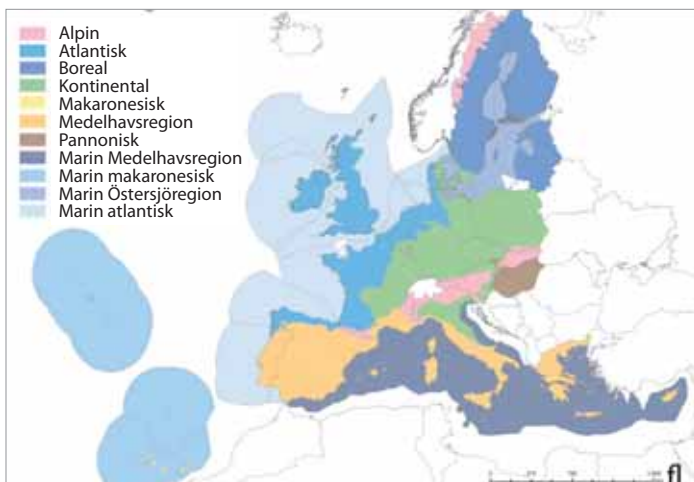 Alpin
Atlantisk
Boreal
Kontinental
Makaronesisk
Medelhavsregion
Pannonisk
Marin Medelhavsregion
Marin makaronesisk
Marin Östersjöregion
Marin atlantisk
fl